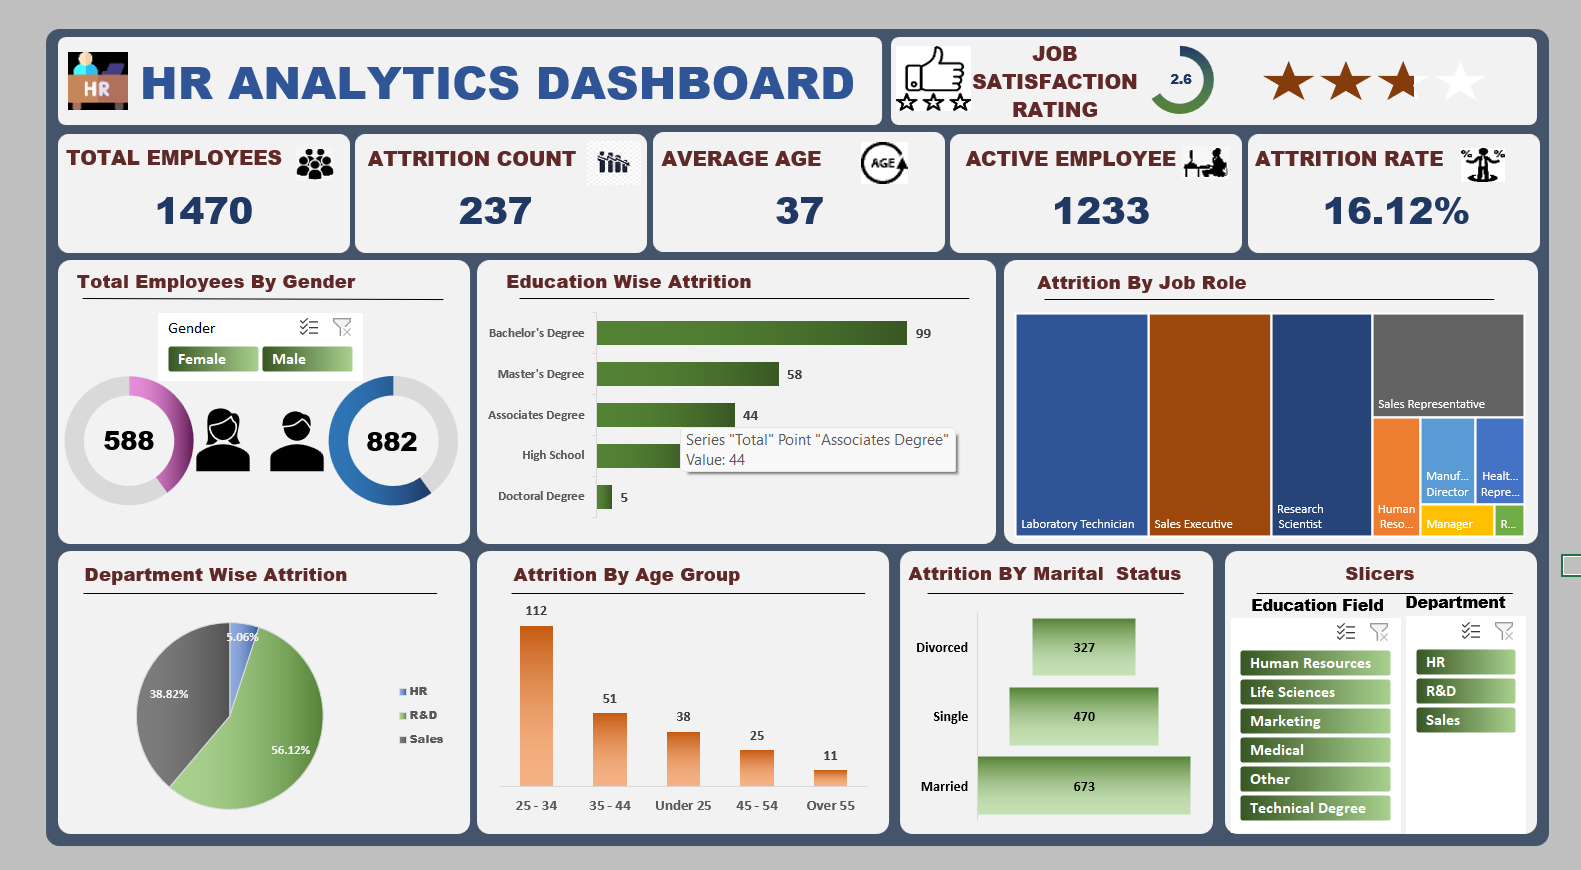 HR
HR ANALYTICS DASHBOARD
JOB
SATISFACTION
RATING
2.6
TOTAL EMPLOYEES
1470
ATTRITION COUNT
237
AVERAGE AGE
AGE
37
ACTIVE EMPLOYEE
1233
ATTRITION RATE
% %
16.12%
Total Employees By Gender
Gender
Female
Male
588
882
Education Wise Attrition
Bachelor's Degree
99
Master's Degree
58
Associates Degree
44
High School
Doctoral Degree
5
Series "Total" Point "Associates Degree"
Value: 44
Attrition By Job Role
Laboratory Technician
Sales Executive
Research
Scientist
Sales Representative
Human
Reso...
Manuf...
Director
Healt...
Repre...
Manager
R...
Department Wise Attrition
5.06%
38.82%
56.12%
HR
R&D
Sales
Attrition By Age Group
112
51
38
25
11
25 - 34
35 - 44
Under 25
45 - 54
Over 55
Attrition BY Marital  Status
Divorced
327
Single
470
Married
673
Slicers
Education Field
Human Resources
Life Sciences
Marketing
Medical
Other
Technical Degree
Department
HR
R&D
Sales